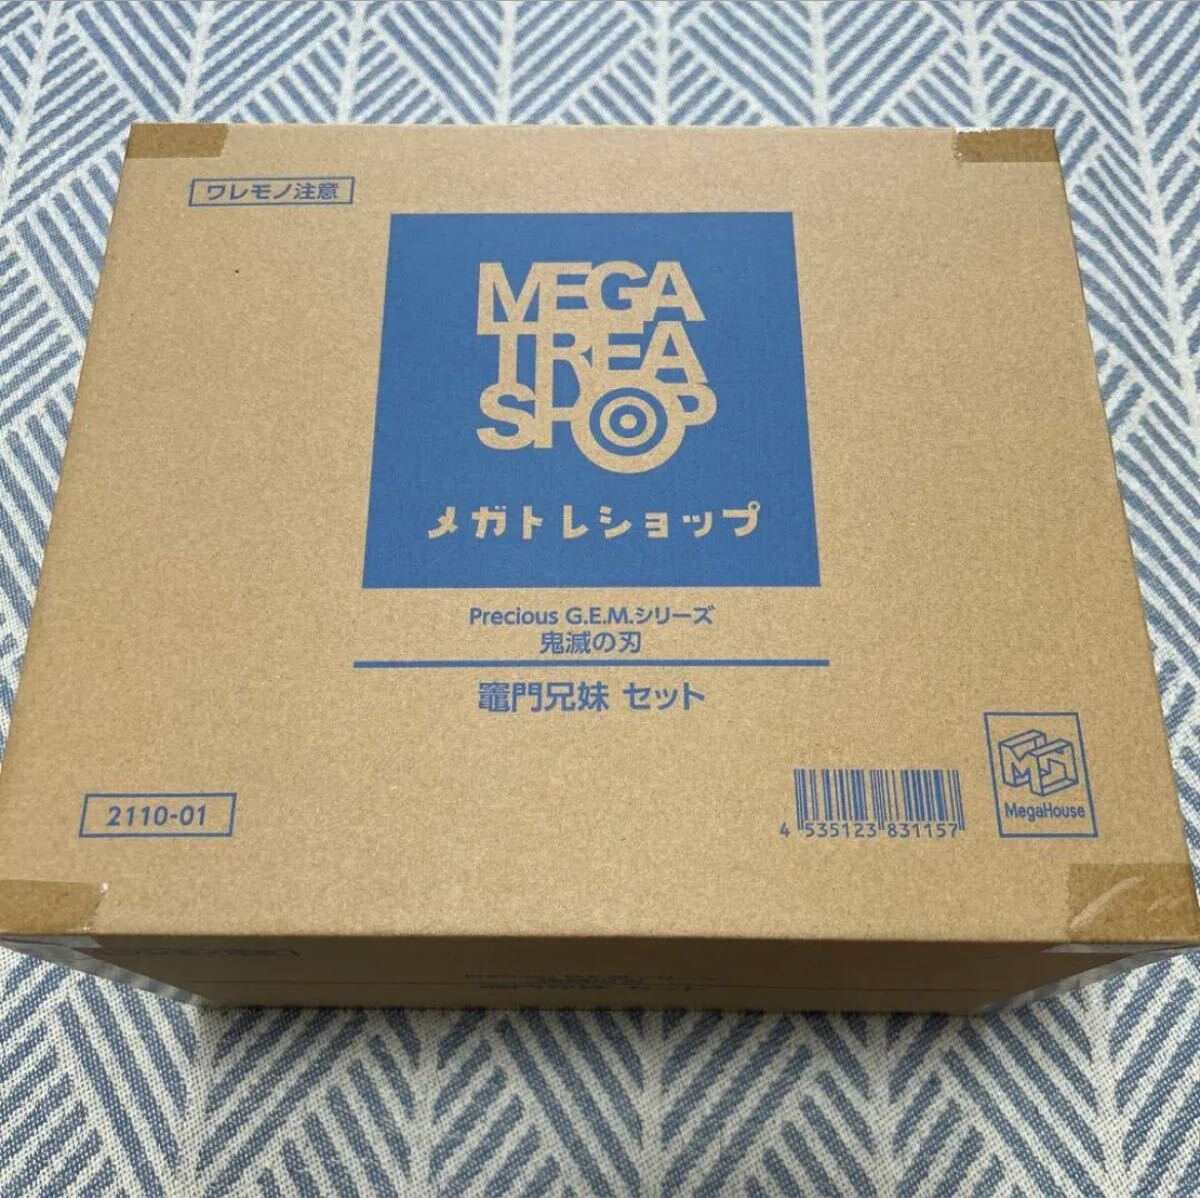 ワレモノ注意
MEGA
TREA
SHOP
メガトレショップ
Precious G.E.M.シリーズ
鬼滅の刃
竈門兄妹 セット
2110-01
4 535123 831157
MegaHouse